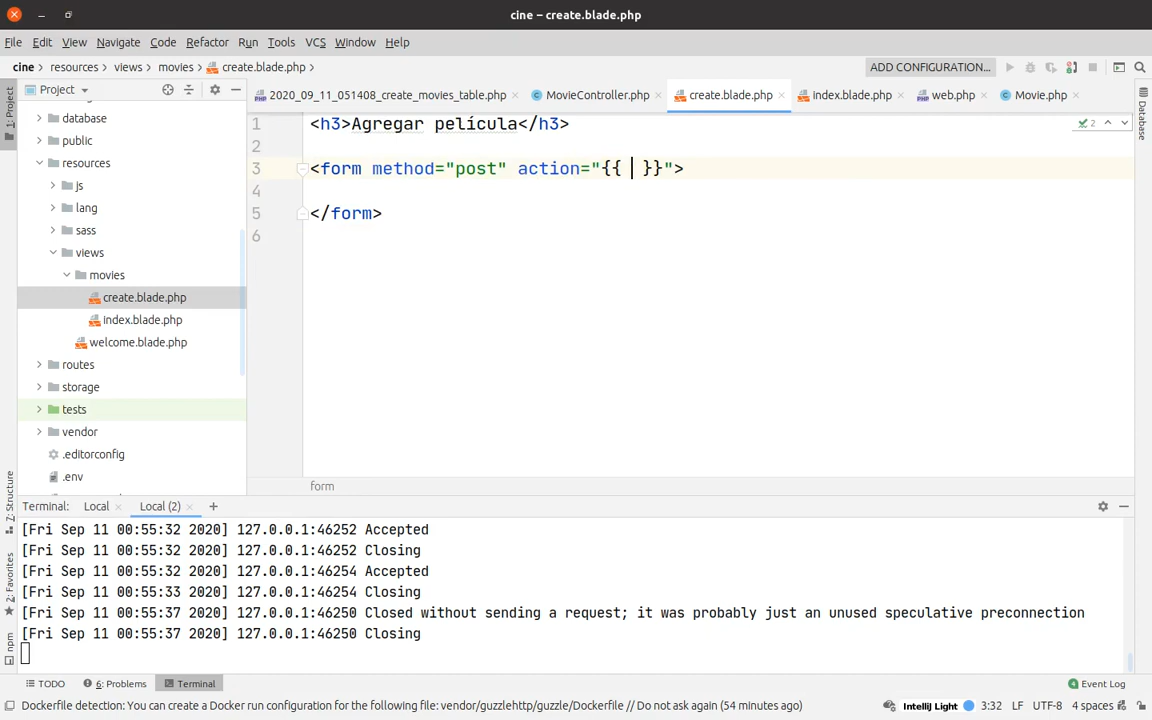 cine – create.blade.php
File Edit View Navigate Code Refactor Run Tools VCS Window Help
cine resources views movies create.blade.php ADD CONFIGURATION...
1: Project
Project
2020_09_11_051408_create_movies_table.php MovieController.php create.blade.php index.blade.php web.php Movie.php
Database
database
public
resources
js
lang
sass
views
movies
create.blade.php
index.blade.php
welcome.blade.php
routes
storage
tests
vendor
.editorconfig
.env
1 <h3>Agregar película</h3>
2
3 <form method="post" action="{{ }}">
4
5 </form>
6
2
form
Z: Structure
2: Favorites
npm
Terminal: Local Local (2) +
[Fri Sep 11 00:55:32 2020] 127.0.0.1:46252 Accepted
[Fri Sep 11 00:55:32 2020] 127.0.0.1:46252 Closing
[Fri Sep 11 00:55:32 2020] 127.0.0.1:46254 Accepted
[Fri Sep 11 00:55:33 2020] 127.0.0.1:46254 Closing
[Fri Sep 11 00:55:37 2020] 127.0.0.1:46250 Closed without sending a request; it was probably just an unused speculative preconnection
[Fri Sep 11 00:55:37 2020] 127.0.0.1:46250 Closing
TODO 6: Problems Terminal 4 Event Log
Dockerfile detection: You can create a Docker run configuration for the following file: vendor/guzzlehttp/guzzle/Dockerfile // Do not ask again (54 minutes ago) IntelliJ Light 3:32 LF UTF-8 4 spaces